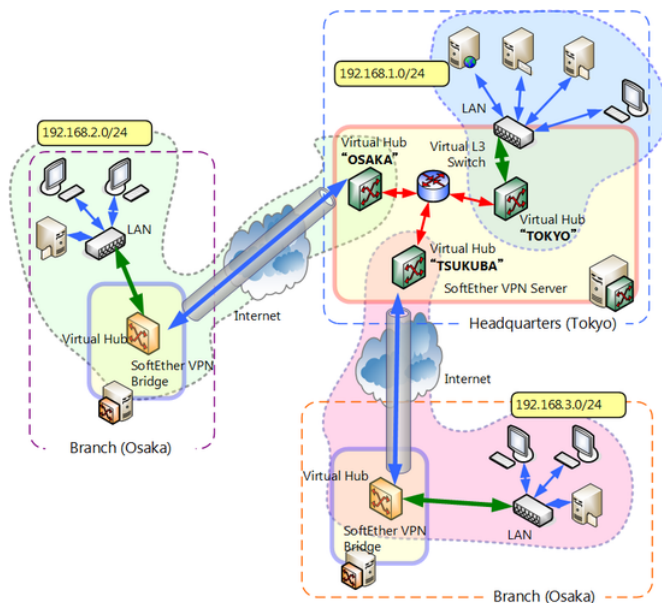 192.168.1.0/24
LAN
Virtual L3
Switch
Virtual Hub
"OSAKA"
Virtual Hub
"TOKYO"
Virtual Hub
"TSUKUBA"
SoftEther VPN Server
Headquarters (Tokyo)
192.168.2.0/24
LAN
Internet
Virtual Hub
SoftEther VPN
Bridge
Branch (Osaka)
Internet
192.168.3.0/24
Virtual Hub
SoftEther VPN
Bridge
LAN
Branch (Osaka)